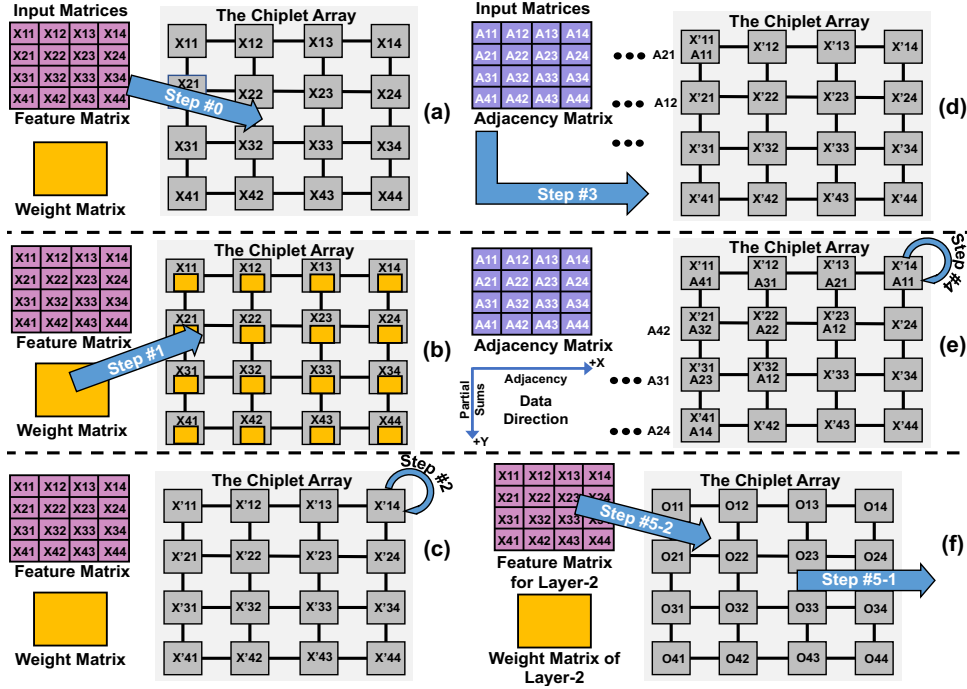 Input Matrices
X11 X12 X13 X14
X21 X22 X23 X24
X31 X32 X33 X34
X41 X42 X43 X44
Feature Matrix
Weight Matrix
Step #0
The Chiplet Array
X11 X12 X13 X14
X21 X22 X23 X24
X31 X32 X33 X34
X41 X42 X43 X44
(a)
Input Matrices
A11 A12 A13 A14
A21 A22 A23 A24
A31 A32 A33 A34
A41 A42 A43 A44
Adjacency Matrix
Step #3
••• A21
••• A12
•••
The Chiplet Array
X'11 X'12 X'13 X'14
A11
X'21 X'22 X'23 X'24
X'31 X'32 X'33 X'34
X'41 X'42 X'43 X'44
(d)
X11 X12 X13 X14
X21 X22 X23 X24
X31 X32 X33 X34
X41 X42 X43 X44
Feature Matrix
Step #1
Weight Matrix
The Chiplet Array
X11 X12 X13 X14
X21 X22 X23 X24
X31 X32 X33 X34
X41 X42 X43 X44
(b)
A11 A12 A13 A14
A21 A22 A23 A24
A31 A32 A33 A34
A41 A42 A43 A44
Adjacency Matrix
+X
Adjacency
Data
Direction
Partial
Sums
+Y
A42
••• A31
••• A24
The Chiplet Array
Step #4
X'11 X'12 X'13 X'14
A41 A31 A21 A11
X'21 X'22 X'23 X'24
A32 A22 A12
X'31 X'32 X'33 X'34
A23 A12
X'41 X'42 X'43 X'44
A14
(e)
X11 X12 X13 X14
X21 X22 X23 X24
X31 X32 X33 X34
X41 X42 X43 X44
Feature Matrix
Weight Matrix
The Chiplet Array
Step #2
X'11 X'12 X'13 X'14
X'21 X'22 X'23 X'24
X'31 X'32 X'33 X'34
X'41 X'42 X'43 X'44
(c)
X11 X12 X13 X14
X21 X22 X23 X24
X31 X32 X33
X41 X42 X43 X44
Feature Matrix
for Layer-2
Step #5-2
Weight Matrix of
Layer-2
The Chiplet Array
O11 O12 O13 O14
O21 O22 O23 O24
Step #5-1
O31 O32 O33 O34
O41 O42 O43 O44
(f)